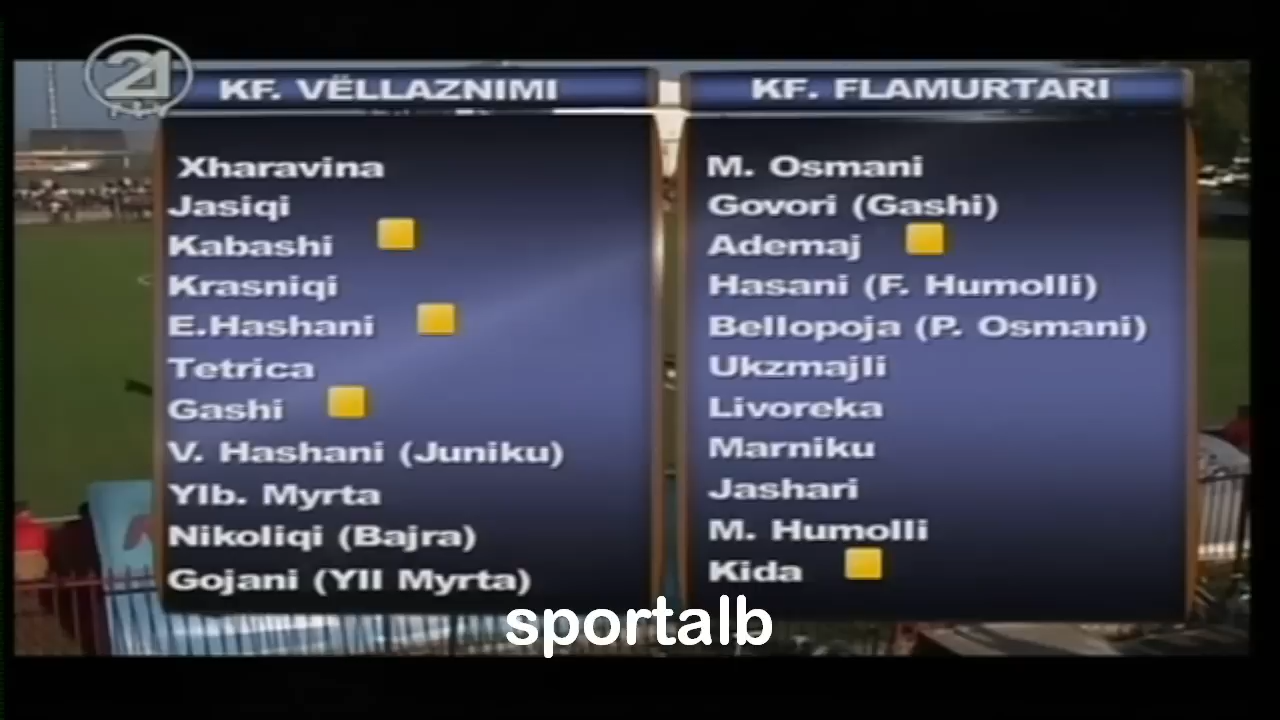 21
KF. VËLLAZNIMI
Xharavina
Jasiqi
Kabashi
Krasniqi
E.Hashani
Tetrica
Gashi
V. Hashani (Juniku)
Ylb. Myrta
Nikoliqi (Bajra)
Gojani (Yll Myrta)
KF. FLAMURTARI
M. Osmani
Govori (Gashi)
Ademaj
Hasani (F. Humolli)
Bellopoja (P. Osmani)
Ukzmajli
Livoreka
Marniku
Jashari
M. Humolli
Kida
sportalb